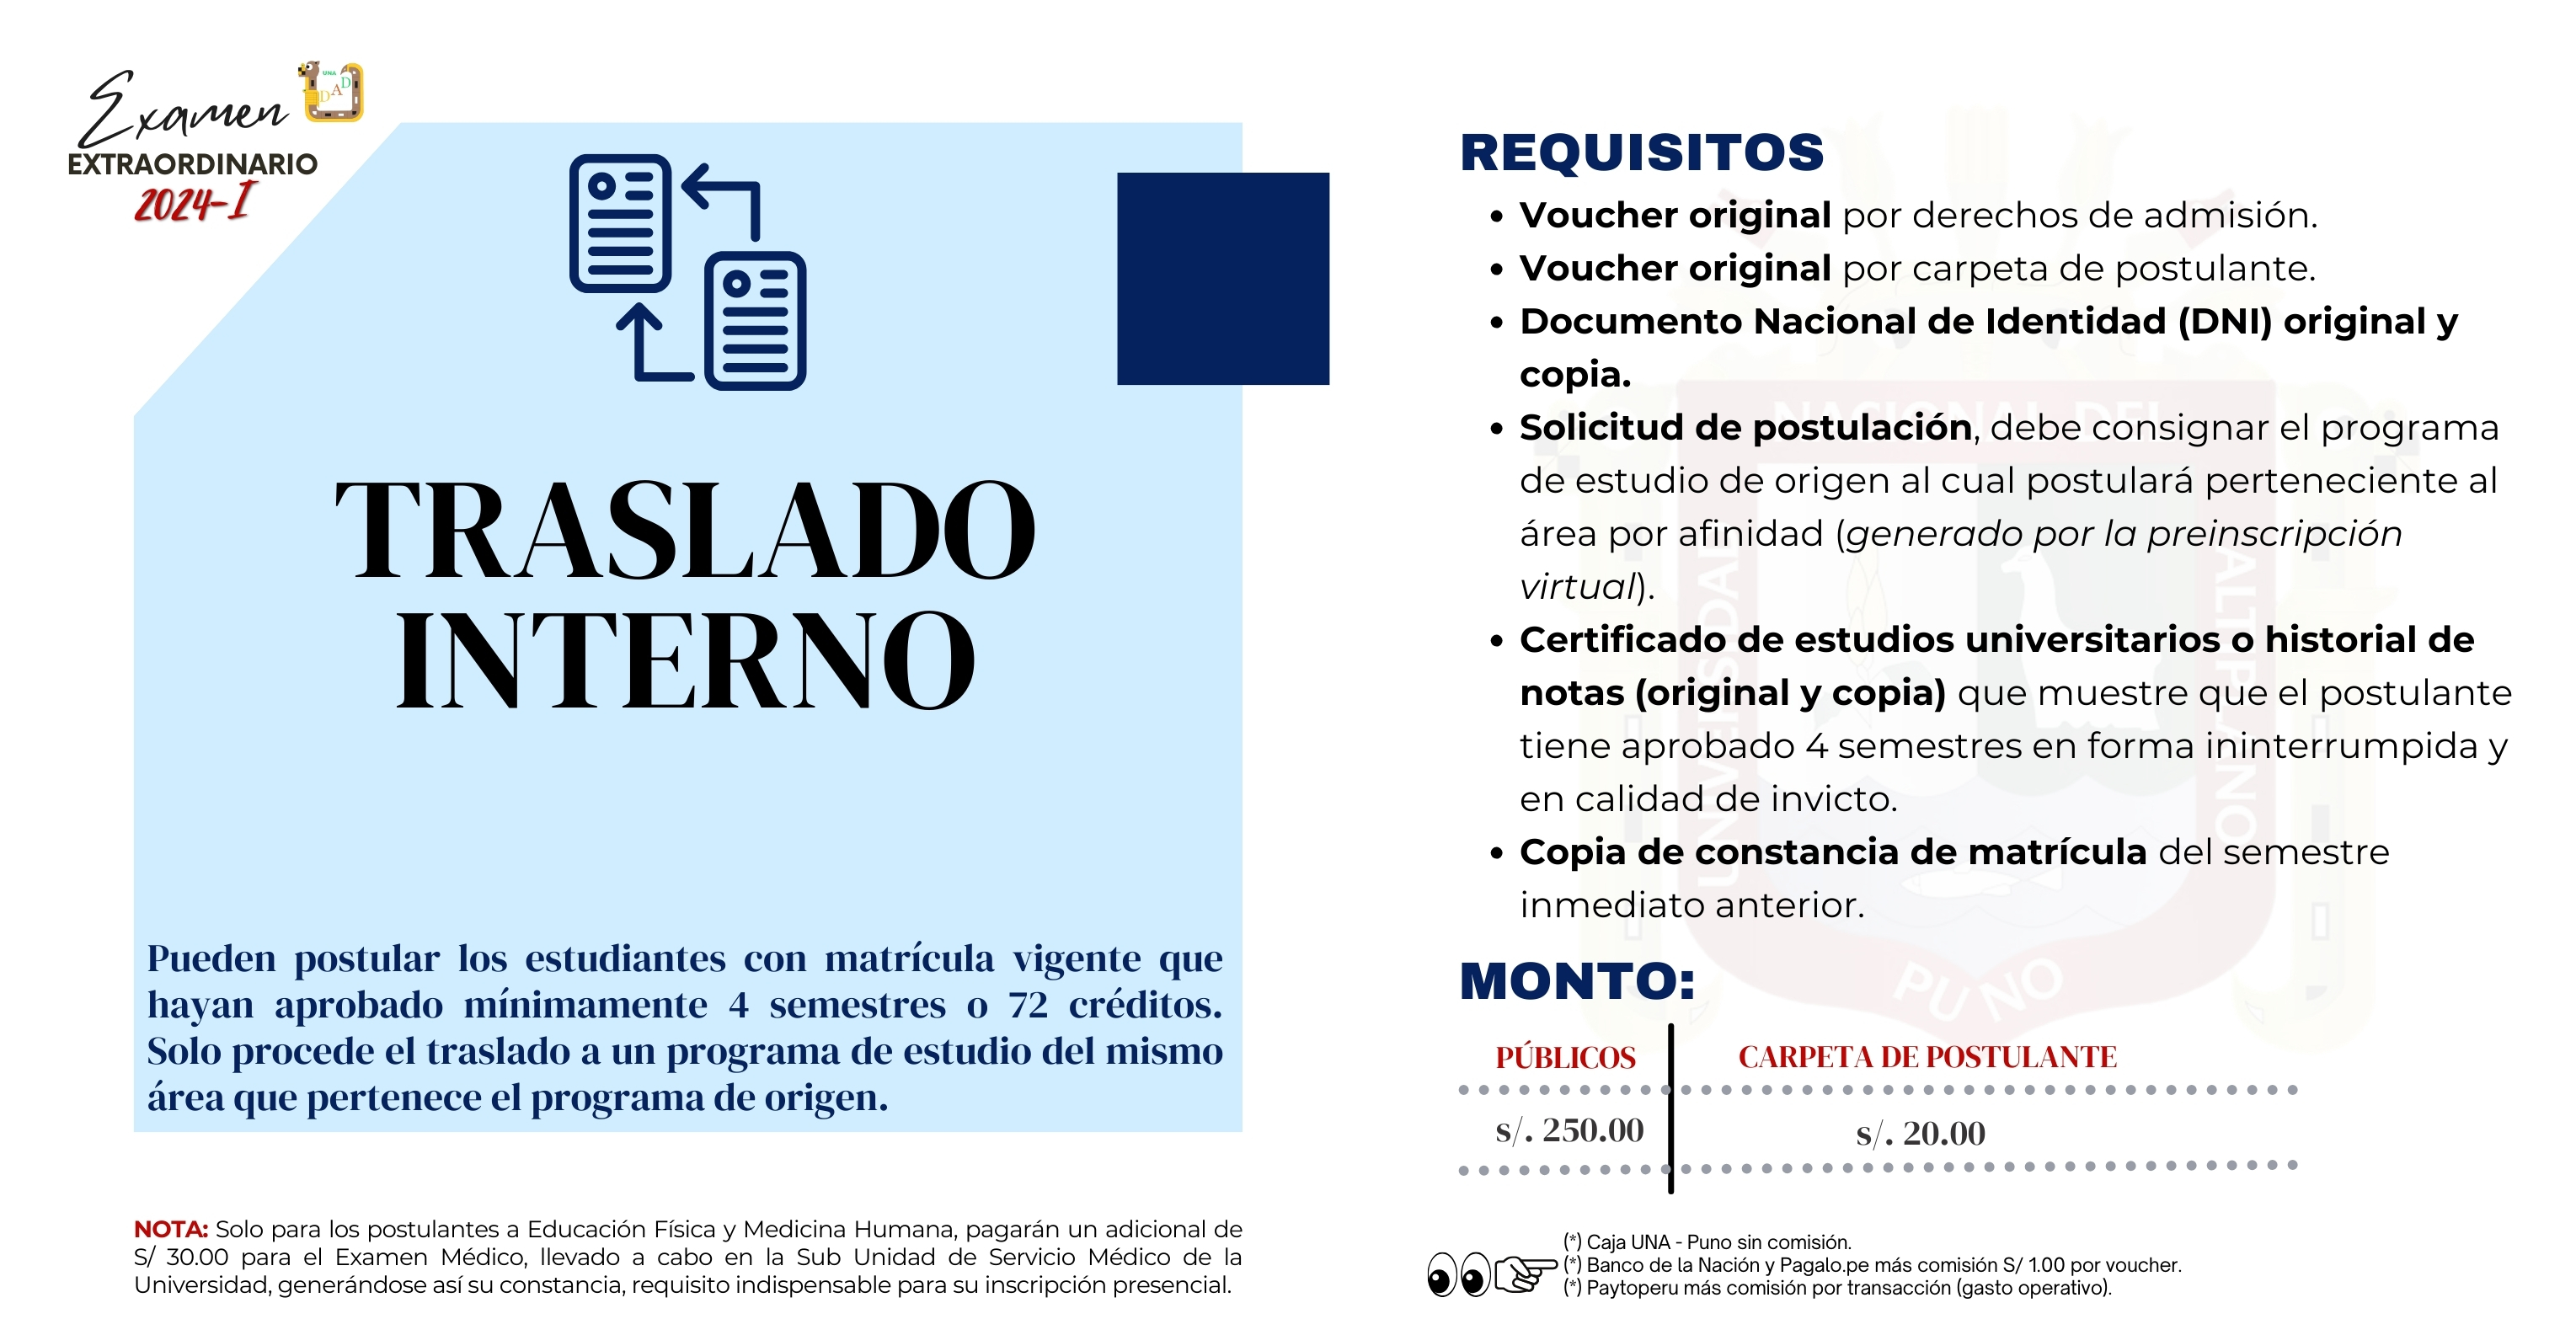 Examen
UNA
DAD
EXTRAORDINARIO
2024-I
TRASLADO
INTERNO
Pueden postular los estudiantes con matrícula vigente que
hayan aprobado mínimamente 4 semestres o 72 créditos.
Solo procede el traslado a un programa de estudio del mismo
área que pertenece el programa de origen.
NOTA: Solo para los postulantes a Educación Física y Medicina Humana, pagarán un adicional de
S/ 30.00 para el Examen Médico, llevado a cabo en la Sub Unidad de Servicio Médico de la
Universidad, generándose así su constancia, requisito indispensable para su inscripción presencial.
REQUISITOS
• Voucher original por derechos de admisión.
• Voucher original por carpeta de postulante.
• Documento Nacional de Identidad (DNI) original y
copia.
• Solicitud de postulación, debe consignar el programa
de estudio de origen al cual postulará perteneciente al
área por afinidad (generado por la preinscripción
virtual).
• Certificado de estudios universitarios o historial de
notas (original y copia) que muestre que el postulante
tiene aprobado 4 semestres en forma ininterrumpida y
en calidad de invicto.
• Copia de constancia de matrícula del semestre
inmediato anterior.
UNIVERSIDAD
NACIONAL DEL
ALTIPLANO
PUNO
MONTO:
PÚBLICOS CARPETA DE POSTULANTE
s/. 250.00 s/. 20.00
(*) Caja UNA - Puno sin comisión.
(*) Banco de la Nación y Pagalo.pe más comisión S/ 1.00 por voucher.
(*) Paytoperu más comisión por transacción (gasto operativo).